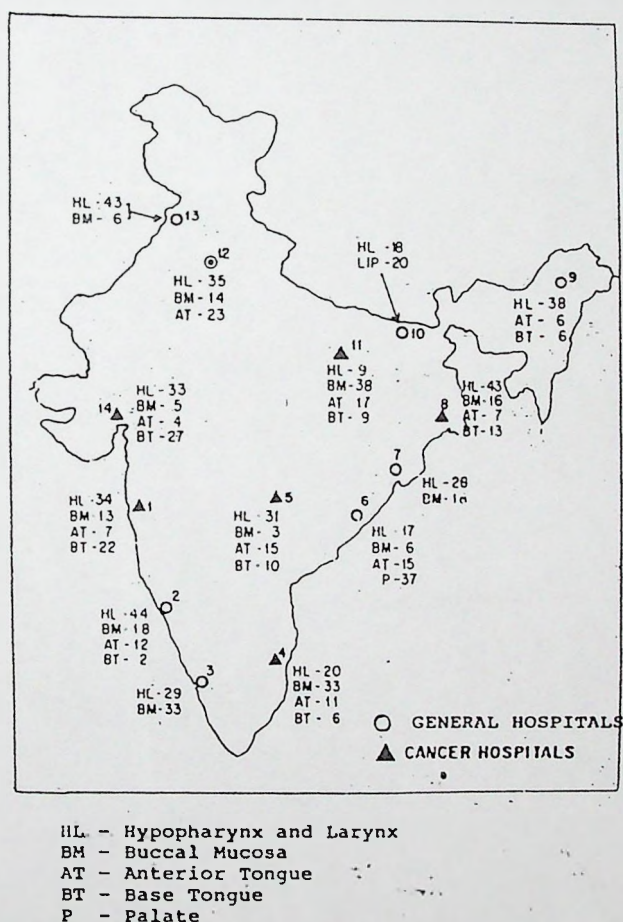 HL-43
BM- 6
13
12
HL-35
BM-14
AT-23
HL-18
LIP-20
10
9
HL-38
AT- 6
BT- 6
11
HL-9
BM-38
AT 17
BT-9
14
HL-33
BM- 5
AT- 4
BT-27
8
HL-43
BM-16
AT-7
BT-13
7
HL-28
1
HL-34
BM-13
AT- 7
BT-22
5
HL-31
BM- 3
AT-15
BT-10
6
HL-17
BM- 6
AT-15
P-37
2
HL-44
BM-18
AT-12
BT- 2
3
HL-29
BM-33
4
HL-20
BM-33
AT-11
BT- 6
GENERAL HOSPITALS
CANCER HOSPITALS
HL - Hypopharynx and Larynx
BM - Buccal Mucosa
AT - Anterior Tongue
BT - Base Tongue
P - Palate